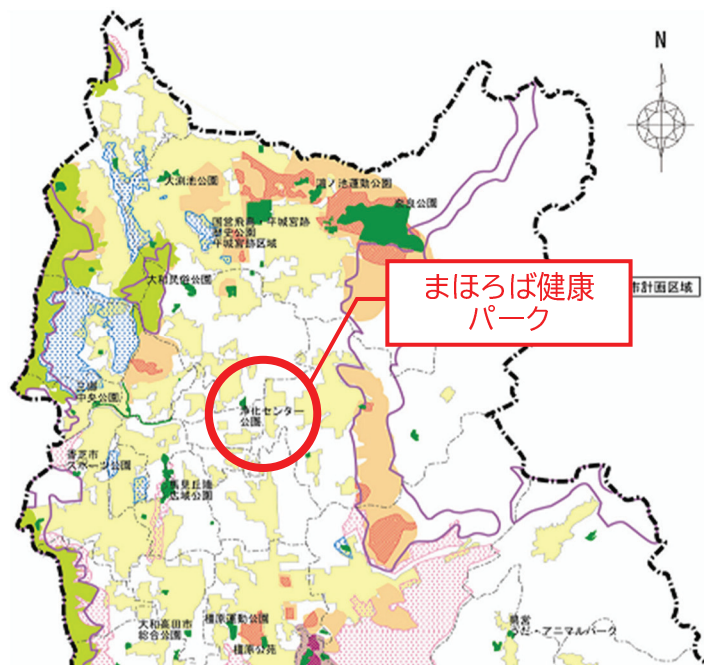 N
大渕池公園
鴻ノ池運動公園
奈良公園
国営飛鳥・平城宮跡
歴史公園
平城宮跡区域
大和民俗公園
まほろば健康
パーク
市計画区域
浄化センター
公園
中央公園
香芝市
スポーツ公園
馬見丘陵
広域公園
大和高田市
総合公園
橿原運動公園
橿原公苑
県営
うだ・アニマルパーク